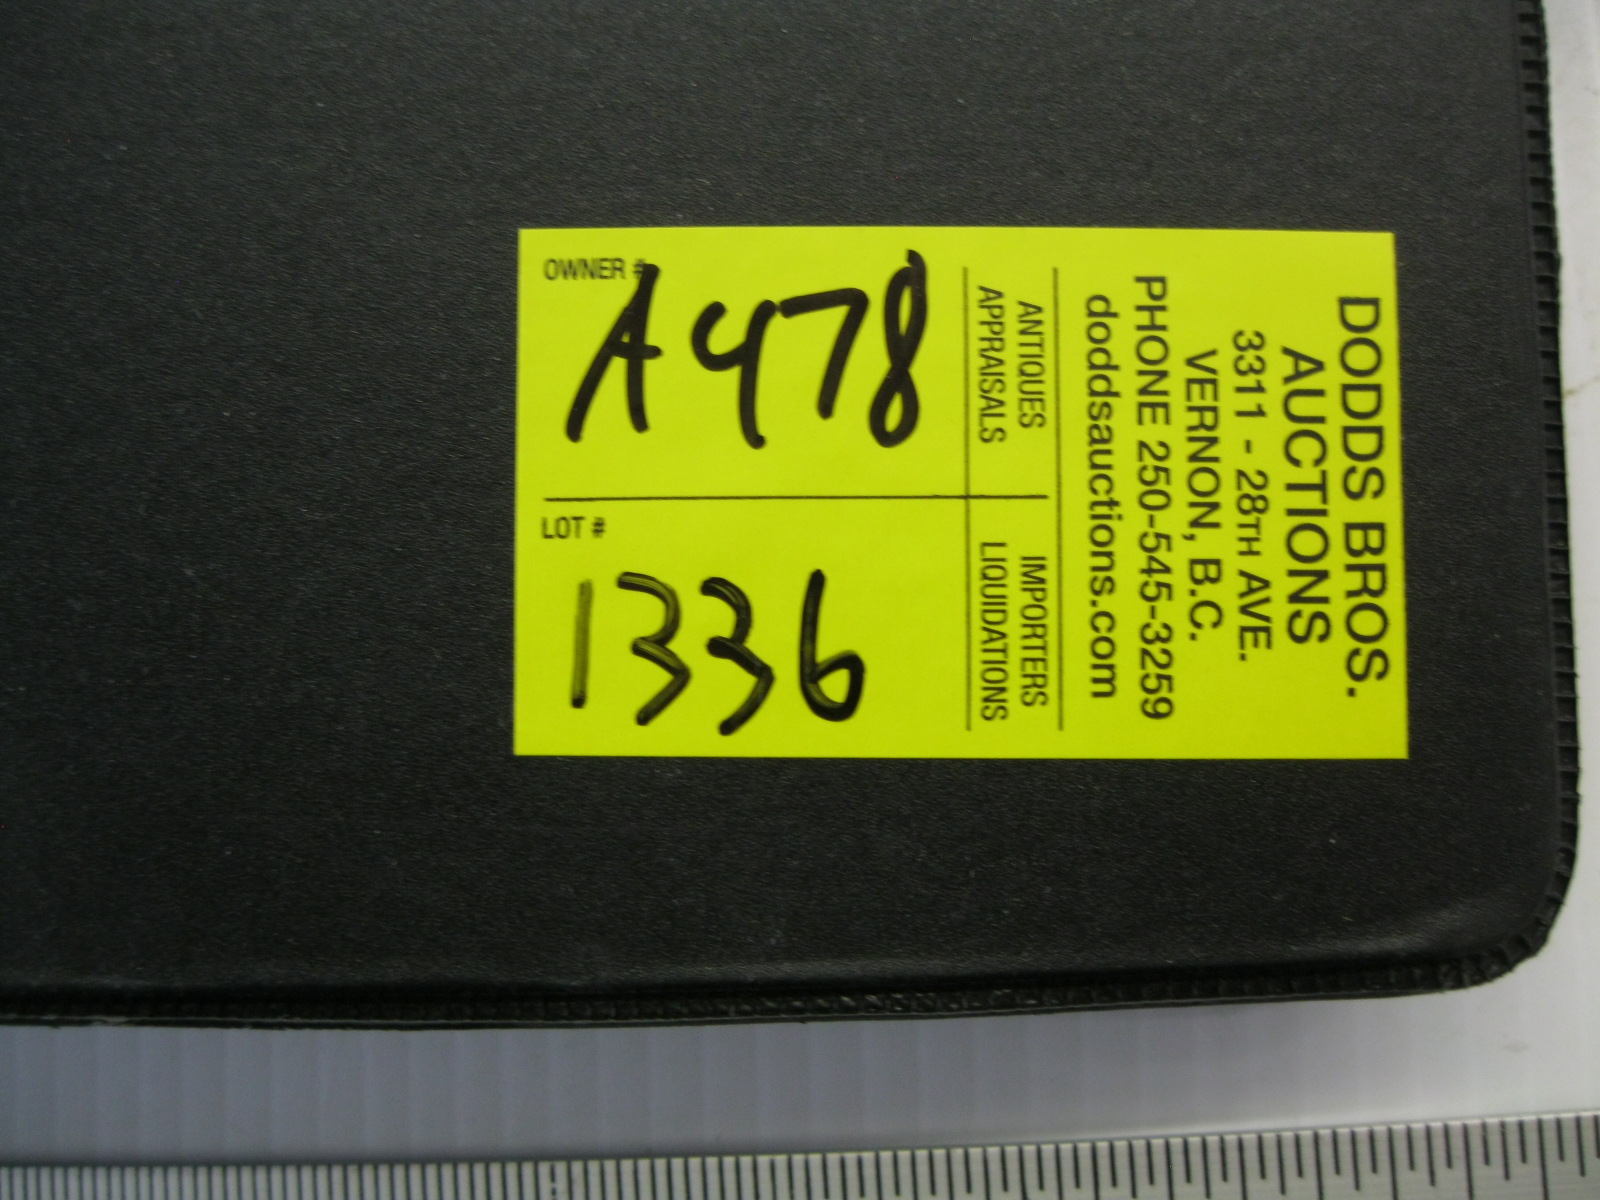 DODDS BROS.
AUCTIONS
3311 - 28TH AVE.
VERNON, B.C.
PHONE 250-545-3259
doddsauctions.com
ANTIQUES
APPRAISALS
IMPORTERS
LIQUIDATIONS
OWNER #
A478
LOT #
1336